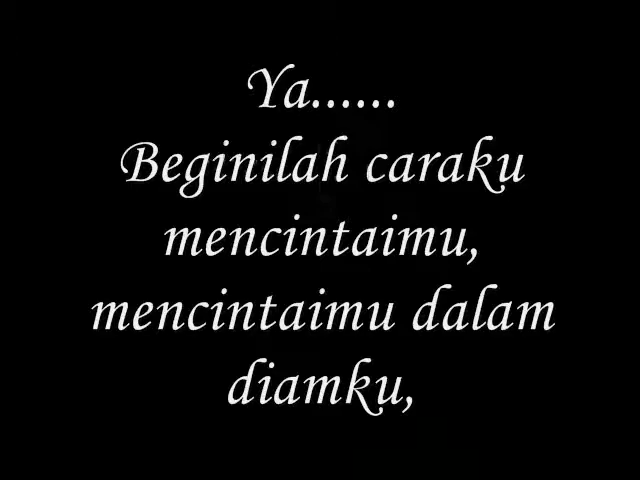 Ya......
Beginilah caraku
mencintaimu,
mencintaimu dalam
diamku,